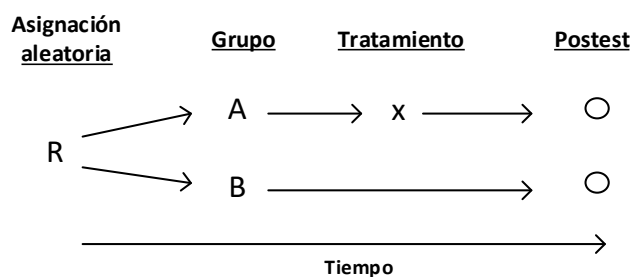 Asignación
aleatoria Grupo Tratamiento Postest
A x O
R
B O
Tiempo